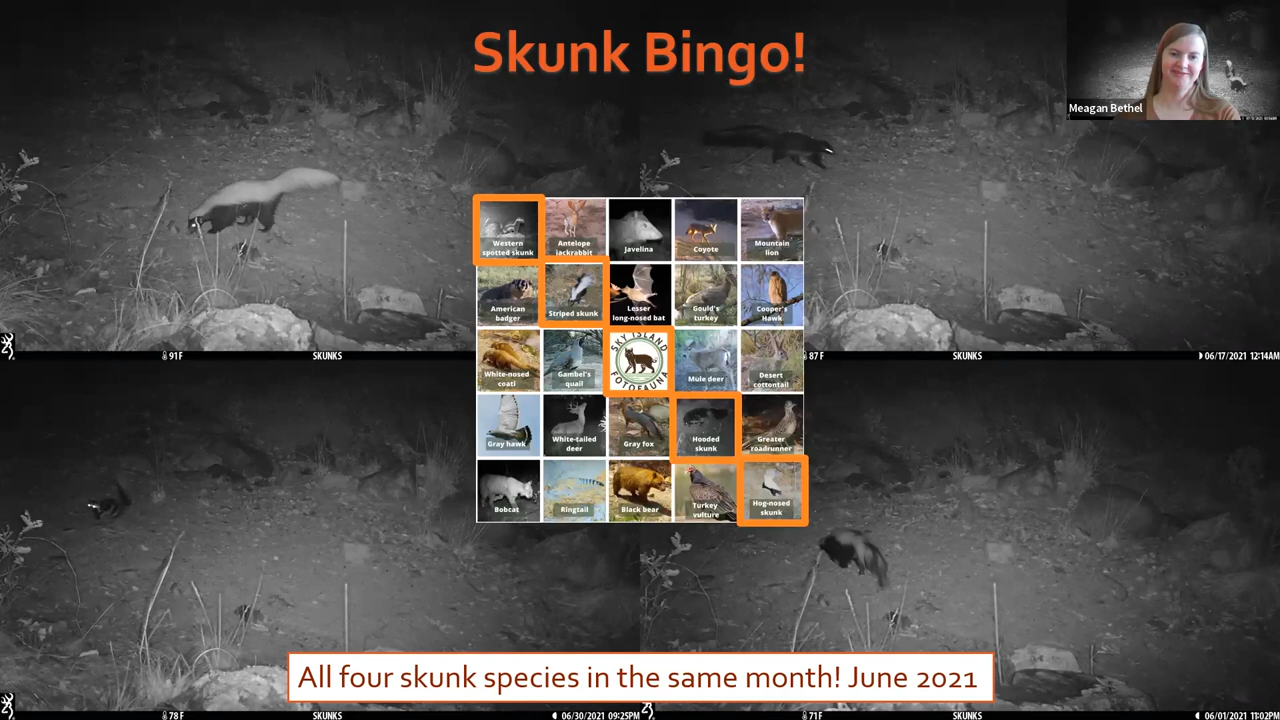 Skunk Bingo!
Meagan Bethel
Western
spotted skunk
Antelope
jackrabbit
Javelina
Coyote
Mountain
lion
American
badger
Striped skunk
Lesser
long-nosed bat
Gould's
turkey
Cooper's
Hawk
White-nosed
coati
Gambel's
quail
SKY ISLAND
FOTOFAUNA
Mule deer
Desert
cottontail
91F
SKUNKS
87F
SKUNKS
06/17/2021 12:14AM
Gray hawk
White-tailed
deer
Gray fox
Hooded
skunk
Greater
roadrunner
Bobcat
Ringtail
Black bear
Turkey
vulture
Hog-nosed
skunk
All four skunk species in the same month! June 2021
78F
SKUNKS
06/30/2021 09:25PM
71F
SKUNKS
06/01/2021 11:02PM